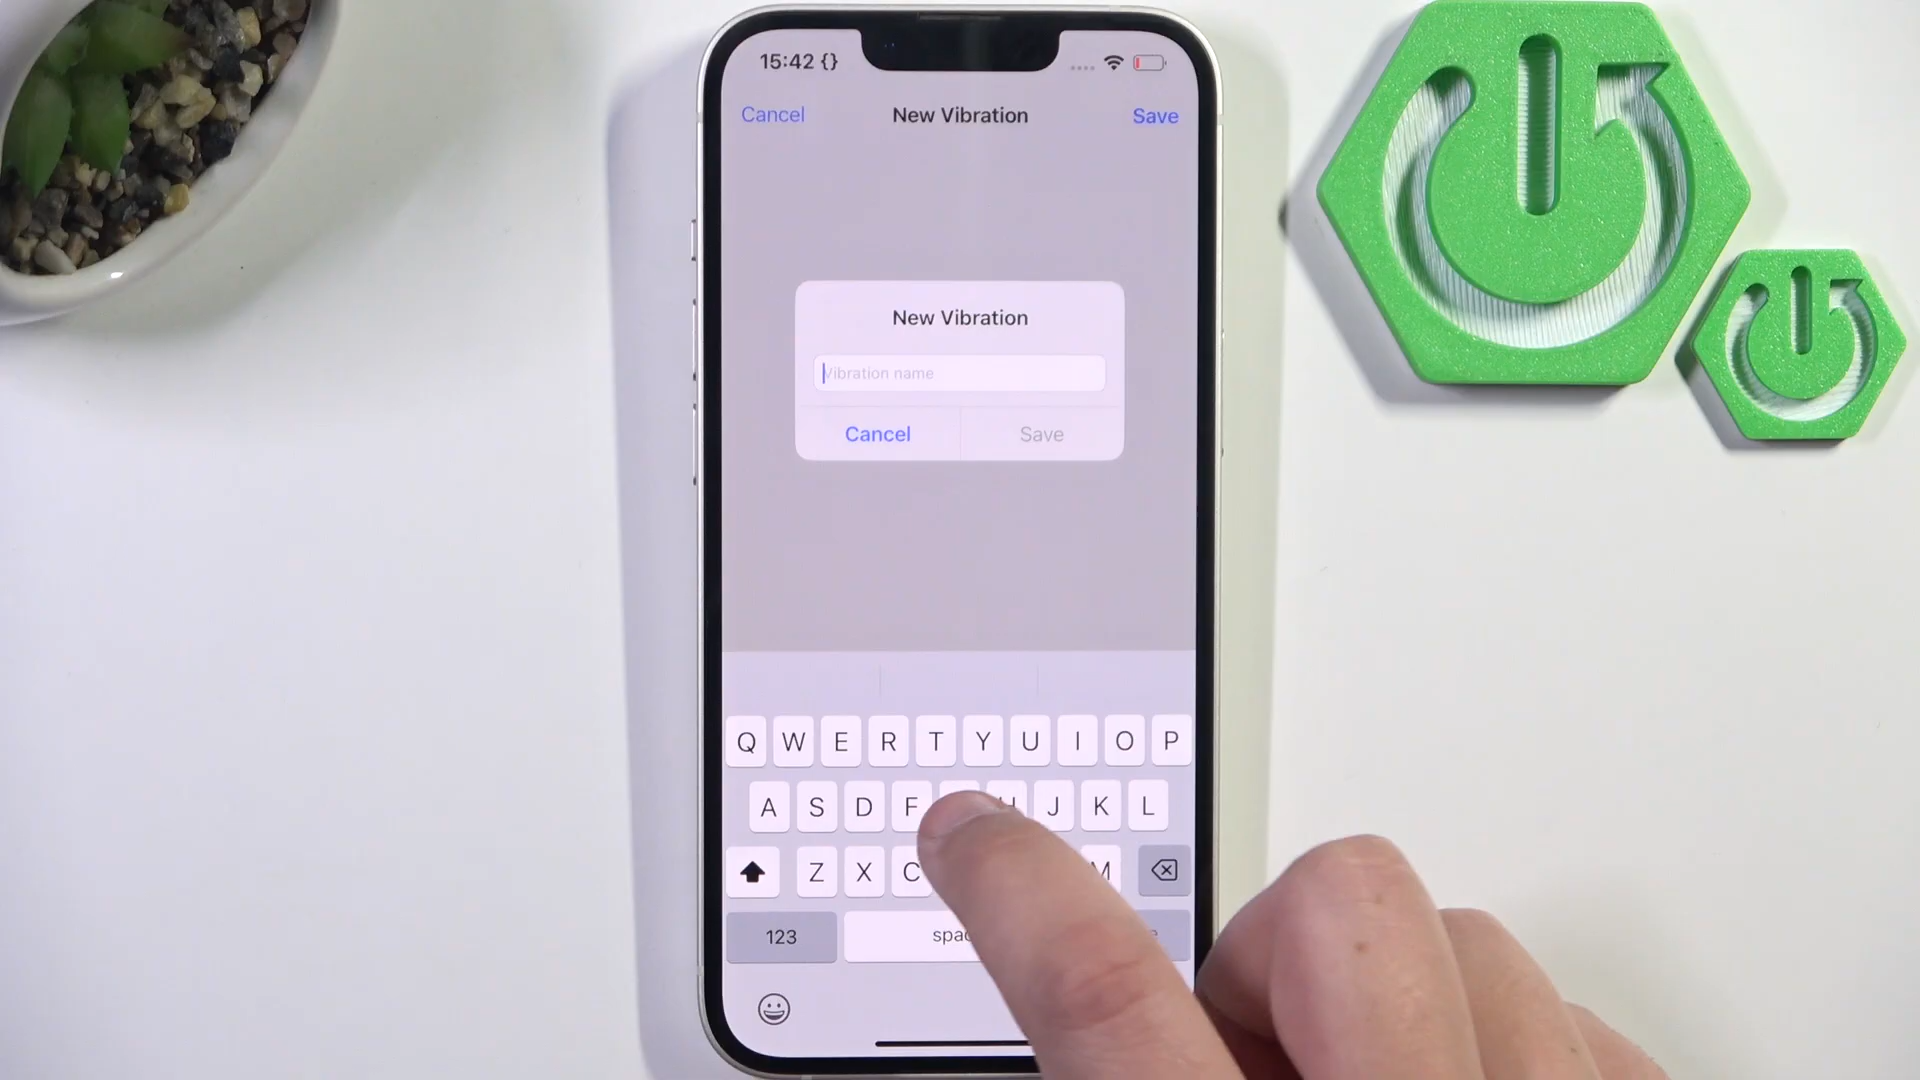 15:42 {}
Cancel New Vibration Save
New Vibration
Vibration name
Cancel Save
Q W E R T Y U I O P
A S D F H J K L
Z X C M
123